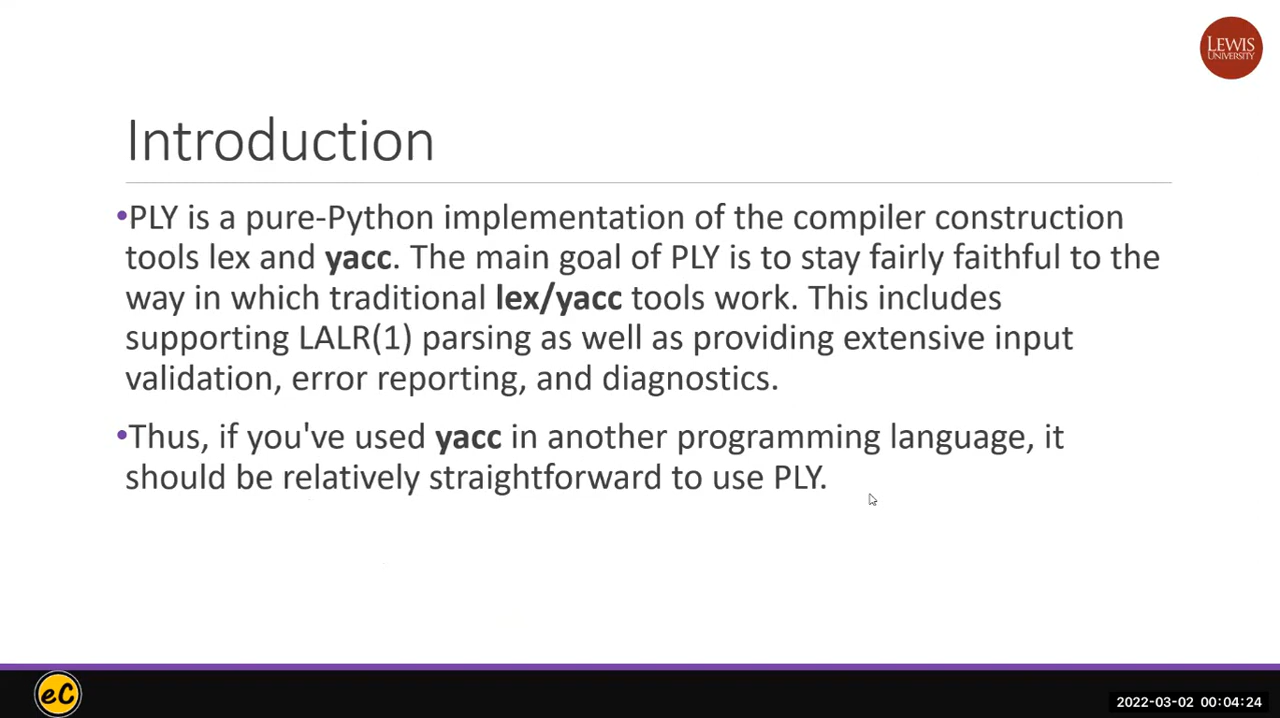 LEWIS
UNIVERSITY
Introduction
•PLY is a pure-Python implementation of the compiler construction
tools lex and yacc. The main goal of PLY is to stay fairly faithful to the
way in which traditional lex/yacc tools work. This includes
supporting LALR(1) parsing as well as providing extensive input
validation, error reporting, and diagnostics.
•Thus, if you've used yacc in another programming language, it
should be relatively straightforward to use PLY.
eC
2022-03-02 00:04:24